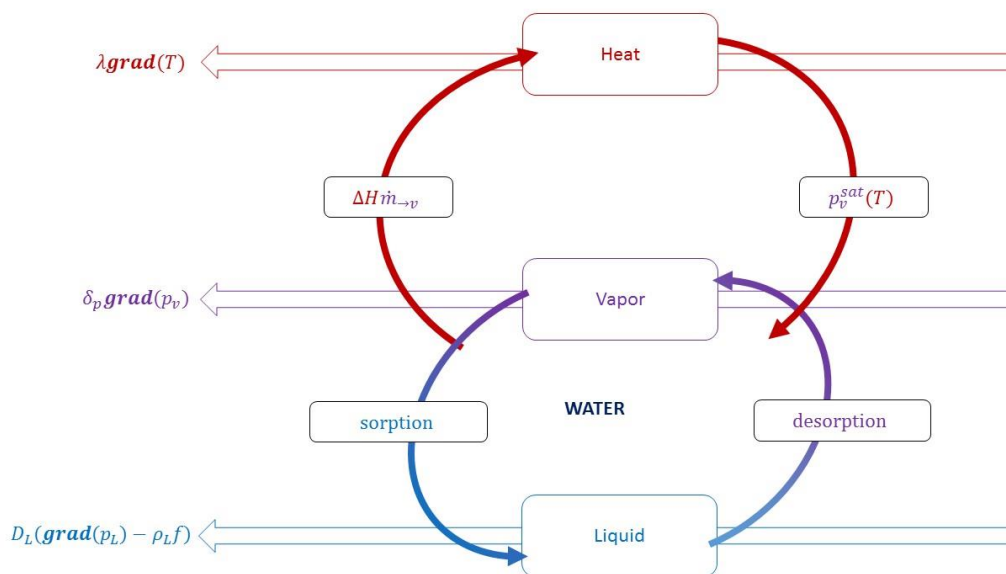 Heat
λgrad(T)
ΔHṁ→v
p_v^sat(T)
δ_p grad(p_v)
Vapor
sorption
WATER
desorption
D_L(grad(p_L) − ρ_L f)
Liquid